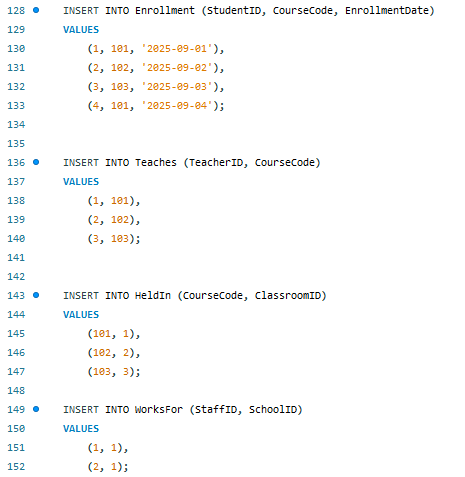 128 INSERT INTO Enrollment (StudentID, CourseCode, EnrollmentDate)
129 VALUES
130 (1, 101, '2025-09-01'),
131 (2, 102, '2025-09-02'),
132 (3, 103, '2025-09-03'),
133 (4, 101, '2025-09-04');
134
135
136 INSERT INTO Teaches (TeacherID, CourseCode)
137 VALUES
138 (1, 101),
139 (2, 102),
140 (3, 103);
141
142
143 INSERT INTO HeldIn (CourseCode, ClassroomID)
144 VALUES
145 (101, 1),
146 (102, 2),
147 (103, 3);
148
149 INSERT INTO WorksFor (StaffID, SchoolID)
150 VALUES
151 (1, 1),
152 (2, 1);